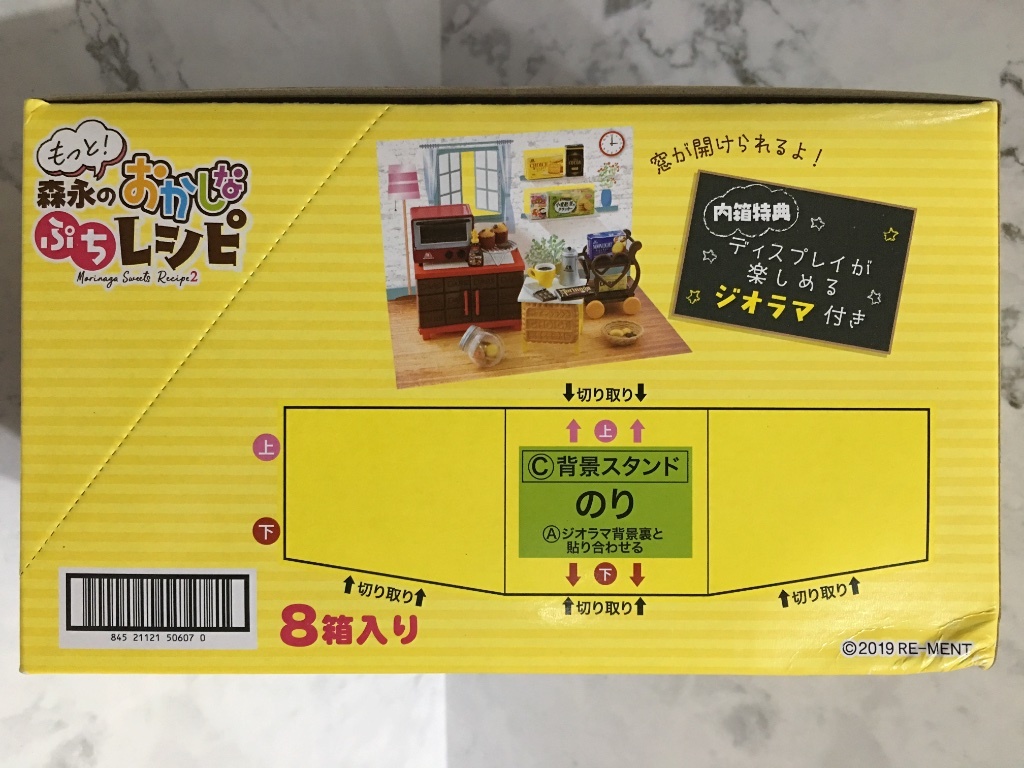 もっと!
森永の おかしな
ぷちレシピ
Morinaga Sweets Recipe2
窓が開けられるよ!
内箱特典
ディスプレイが
楽しめる
ジオラマ付き
↓切り取り↓
上
↑上↑
Ⓒ背景スタンド
のり
Ⓐジオラマ背景裏と
貼り合わせる
下
↓下↓
↑切り取り↑
↑切り取り↑
↑切り取り↑
845 21121 50607 0
8箱入り
©2019 RE-MENT